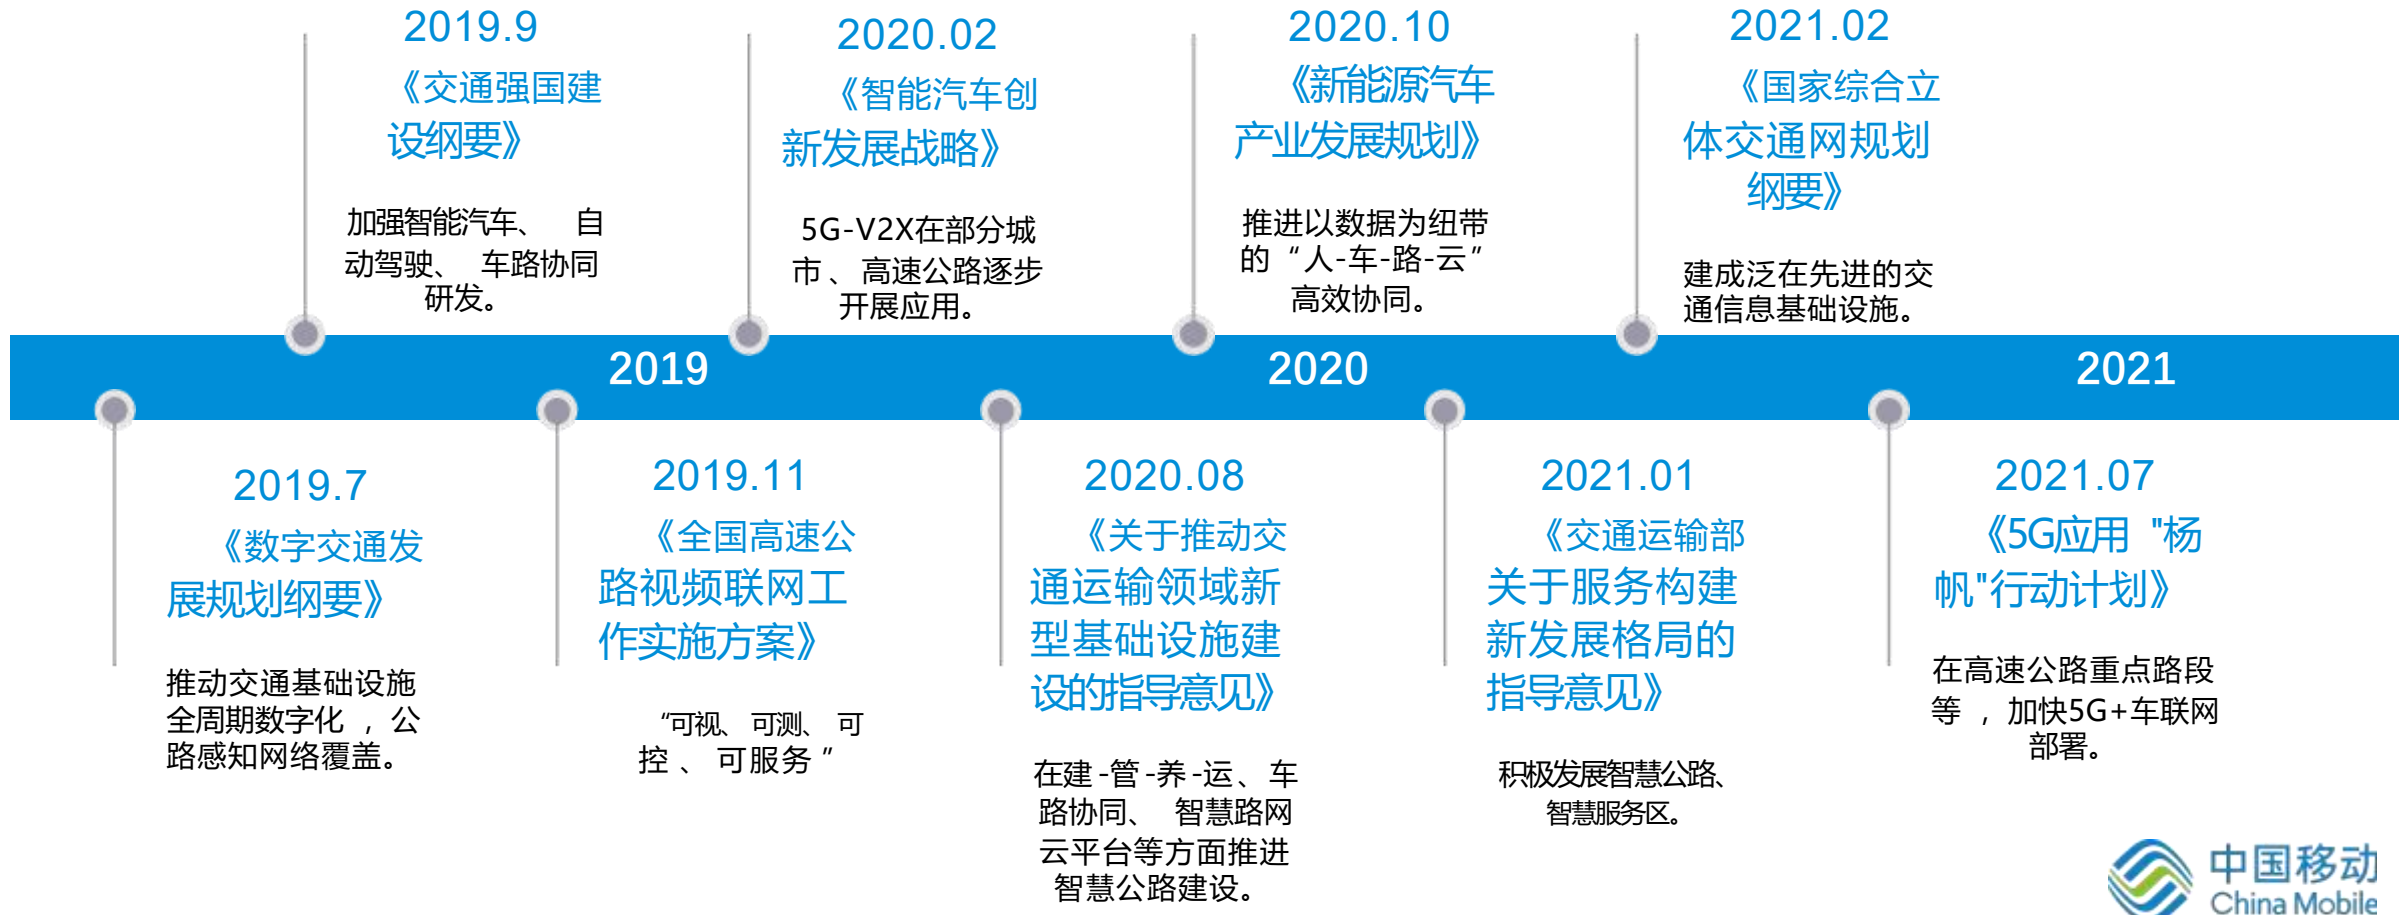 2019.9
《交通强国建
设纲要》
加强智能汽车、 自
动驾驶、 车路协同
研发。
2020.02
《智能汽车创
新发展战略》
5G-V2X在部分城
市、高速公路逐步
开展应用。
2020.10
《新能源汽车
产业发展规划》
推进以数据为纽带
的“人-车-路-云”
高效协同。
2021.02
《国家综合立
体交通网规划
纲要》
建成泛在先进的交
通信息基础设施。
2019
2020
2021
2019.7
《数字交通发
展规划纲要》
推动交通基础设施
全周期数字化 ，公
路感知网络覆盖。
2019.11
《全国高速公
路视频联网工
作实施方案》
“可视、可测、可
控 、 可服务 ”
2020.08
《关于推动交
通运输领域新
型基础设施建
设的指导意见》
在建-管-养-运、车
路协同、 智慧路网
云平台等方面推进
智慧公路建设。
2021.01
《交通运输部
关于服务构建
新发展格局的
指导意见》
积极发展智慧公路、
智慧服务区。
2021.07
《5G应用 "杨
帆"行动计划》
在高速公路重点路段
等 ，加快5G+车联网
部署。
中国移动
China Mobile